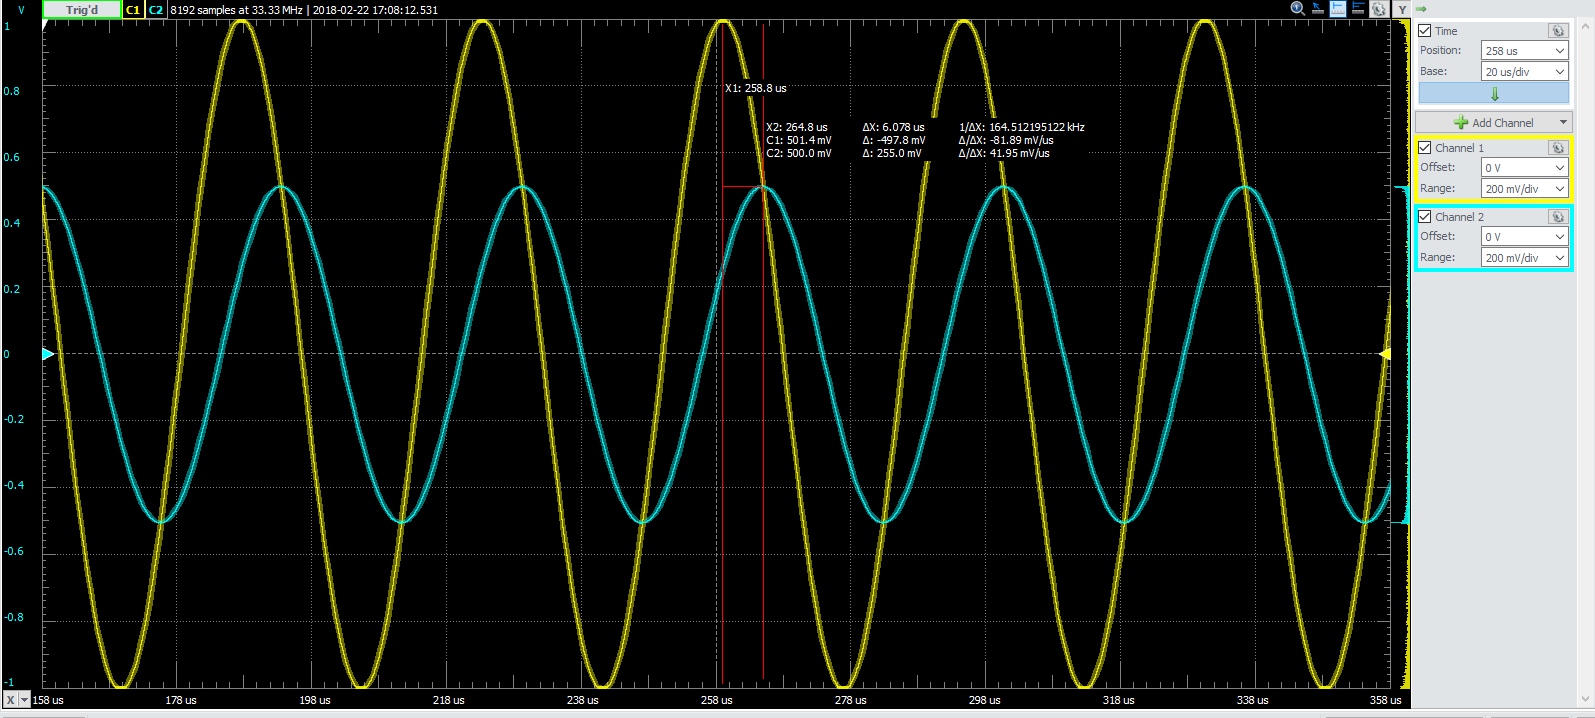 V Trig'd C1 C2 8192 samples at 33.33 MHz | 2018-02-22 17:08:12.531 Y
1
0.8
0.6
0.4
0.2
0
-0.2
-0.4
-0.6
-0.8
-1
X1: 258.8 us
X2: 264.8 us ΔX: 6.078 us 1/ΔX: 164.512195122 kHz
C1: 501.4 mV Δ: -497.8 mV Δ/ΔX: -81.89 mV/us
C2: 500.0 mV Δ: 255.0 mV Δ/ΔX: 41.95 mV/us
X 158 us 178 us 198 us 218 us 238 us 258 us 278 us 298 us 318 us 338 us 358 us
Time
Position: 258 us
Base: 20 us/div
Add Channel
Channel 1
Offset: 0 V
Range: 200 mV/div
Channel 2
Offset: 0 V
Range: 200 mV/div